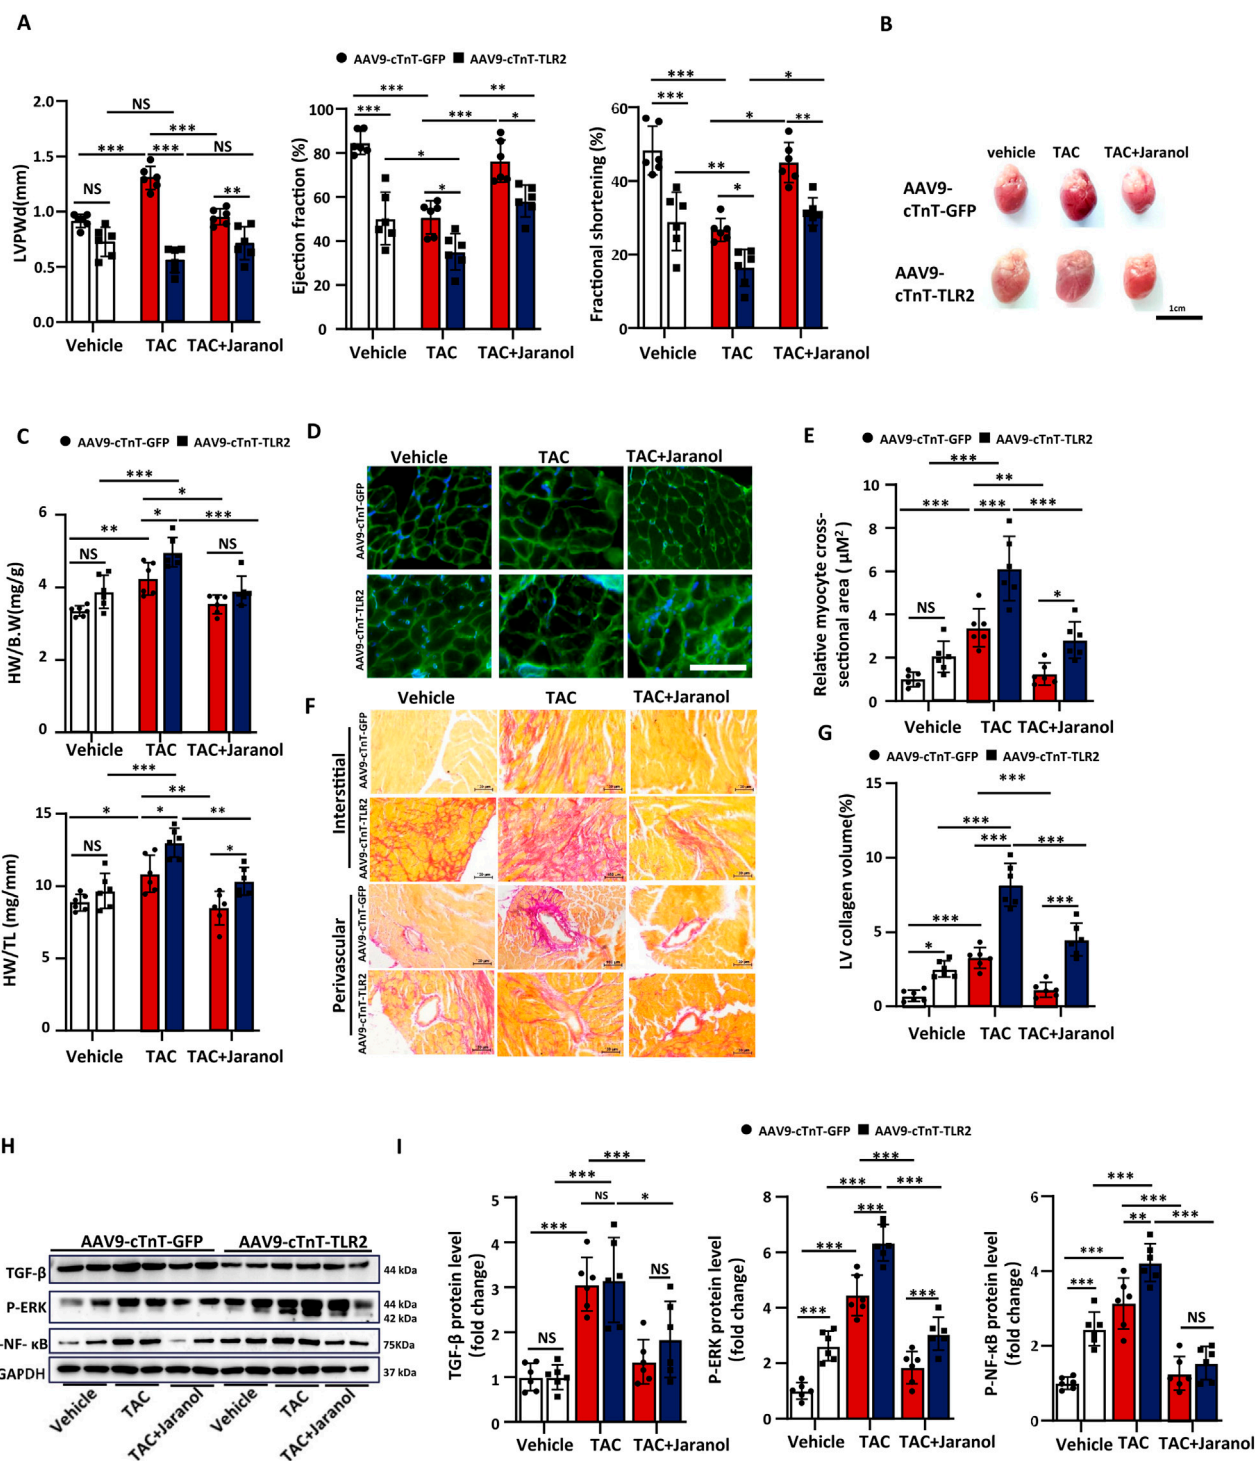 A
● AAV9-cTnT-GFP ■ AAV9-cTnT-TLR2
LVPWd(mm)
2.0
1.5
1.0
0.5
0.0
NS
***
***
***
NS
NS
**
Vehicle
TAC
TAC+Jaranol
Ejection fraction (%)
100
80
60
40
20
0
***
**
***
***
*
*
*
Vehicle
TAC
TAC+Jaranol
Fractional shortening (%)
60
40
20
0
***
*
***
*
**
**
*
Vehicle
TAC
TAC+Jaranol
B
vehicle
TAC
TAC+Jaranol
AAV9-
cTnT-GFP
AAV9-
cTnT-TLR2
1cm
C
● AAV9-cTnT-GFP ■ AAV9-cTnT-TLR2
HW/B.W(mg/g)
6
4
2
0
***
*
**
*
***
NS
NS
Vehicle
TAC
TAC+Jaranol
HW/TL (mg/mm)
15
10
5
0
***
**
*
*
**
NS
*
Vehicle
TAC
TAC+Jaranol
D
Vehicle
TAC
TAC+Jaranol
AAV9-cTnT-GFP
AAV9-cTnT-TLR2
E
● AAV9-cTnT-GFP ■ AAV9-cTnT-TLR2
Relative myocyte cross-
sectional area ( μM²)
10
8
6
4
2
0
***
**
***
***
***
NS
*
Vehicle
TAC
TAC+Jaranol
F
Vehicle
TAC
TAC+Jaranol
Interstitial
AAV9-cTnT-GFP
AAV9-cTnT-TLR2
Perivascular
AAV9-cTnT-GFP
AAV9-cTnT-TLR2
G
● AAV9-cTnT-GFP ■ AAV9-cTnT-TLR2
LV collagen volume(%)
15
10
5
0
***
***
***
***
***
***
*
Vehicle
TAC
TAC+Jaranol
H
AAV9-cTnT-GFP
AAV9-cTnT-TLR2
TGF-β
44 kDa
P-ERK
44 kDa
42 kDa
-NF- κB
75KDa
GAPDH
37 kDa
Vehicle
TAC
TAC+Jaranol
Vehicle
TAC
TAC+Jaranol
I
● AAV9-cTnT-GFP ■ AAV9-cTnT-TLR2
TGF-β protein level
(fold change)
5
4
3
2
1
0
***
***
NS
*
***
NS
NS
Vehicle
TAC
TAC+Jaranol
P-ERK protein level
(fold change)
8
6
4
2
0
***
***
***
***
***
***
***
Vehicle
TAC
TAC+Jaranol
P-NF-κB protein level
(fold change)
6
4
2
0
***
***
**
***
***
***
NS
Vehicle
TAC
TAC+Jaranol